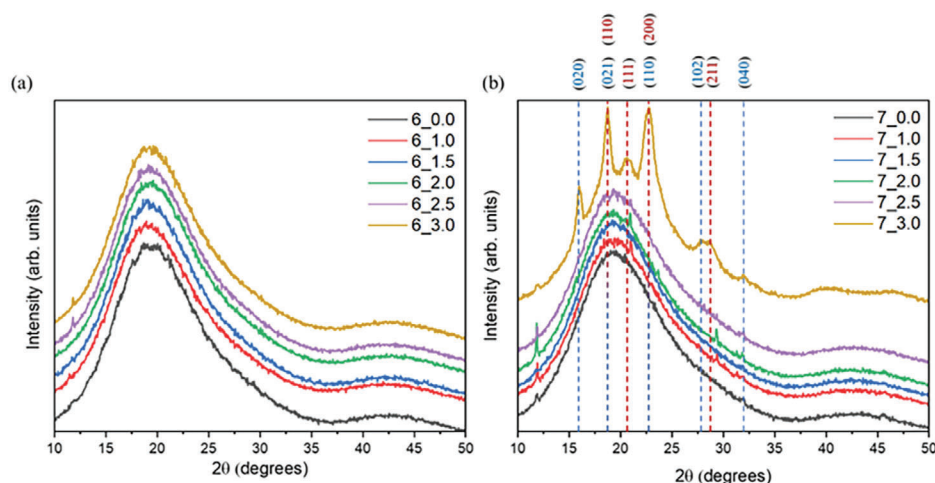 (a)
Intensity (arb. units)
6_0.0
6_1.0
6_1.5
6_2.0
6_2.5
6_3.0
10 15 20 25 30 35 40 45 50
2θ (degrees)
(b)
(020)
(021) (110)
(111)
(110) (200)
(102)
(211)
(040)
Intensity (arb. units)
7_0.0
7_1.0
7_1.5
7_2.0
7_2.5
7_3.0
10 15 20 25 30 35 40 45 50
2θ (degrees)